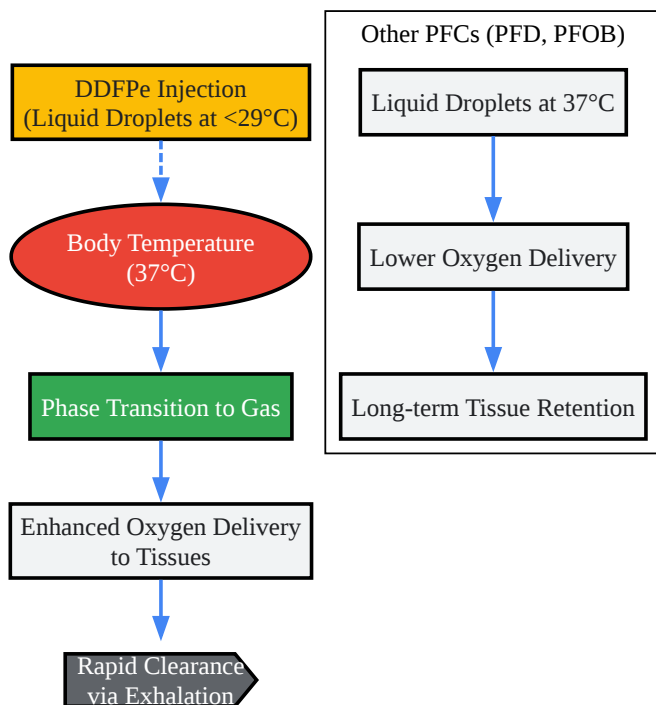 DDFPe Injection
(Liquid Droplets at <29°C)
Body Temperature
(37°C)
Phase Transition to Gas
Enhanced Oxygen Delivery
to Tissues
Rapid Clearance
via Exhalation
Other PFCs (PFD, PFOB)
Liquid Droplets at 37°C
Lower Oxygen Delivery
Long-term Tissue Retention